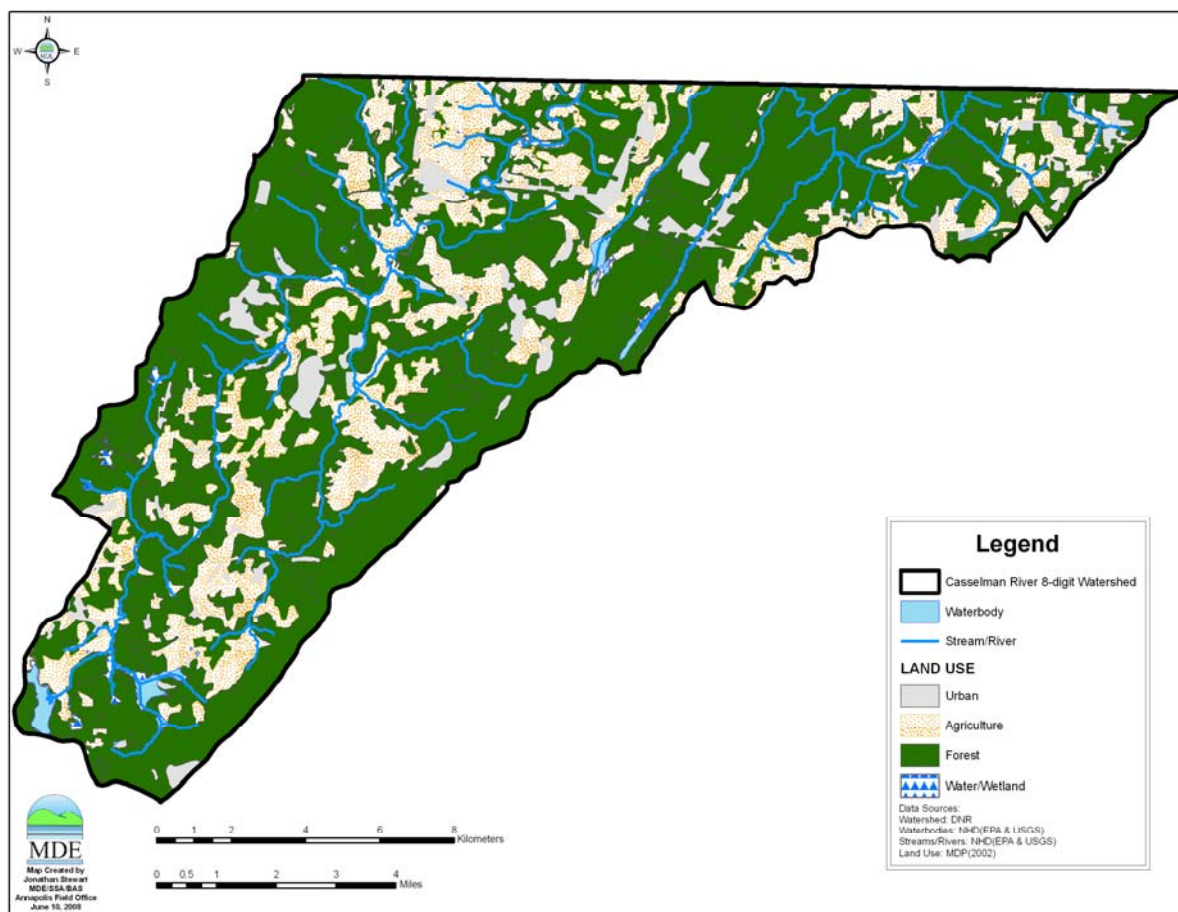 N
W E
MDE
S
Legend
Casselman River 8-digit Watershed
Waterbody
Stream/River
LAND USE
Urban
Agriculture
Forest
Water/Wetland
Data Sources:
Watershed: DNR
Waterbodies: NHD(EPA & USGS)
Streams/Rivers: NHD(EPA & USGS)
Land Use: MDP(2002)
MDE
Map Created by
Jonathan Stewart
MDE/SSA/BAS
Annapolis Field Office
June 10, 2008
0 1 2 4 6 8
Kilometers
0 0.5 1 2 3 4
Miles